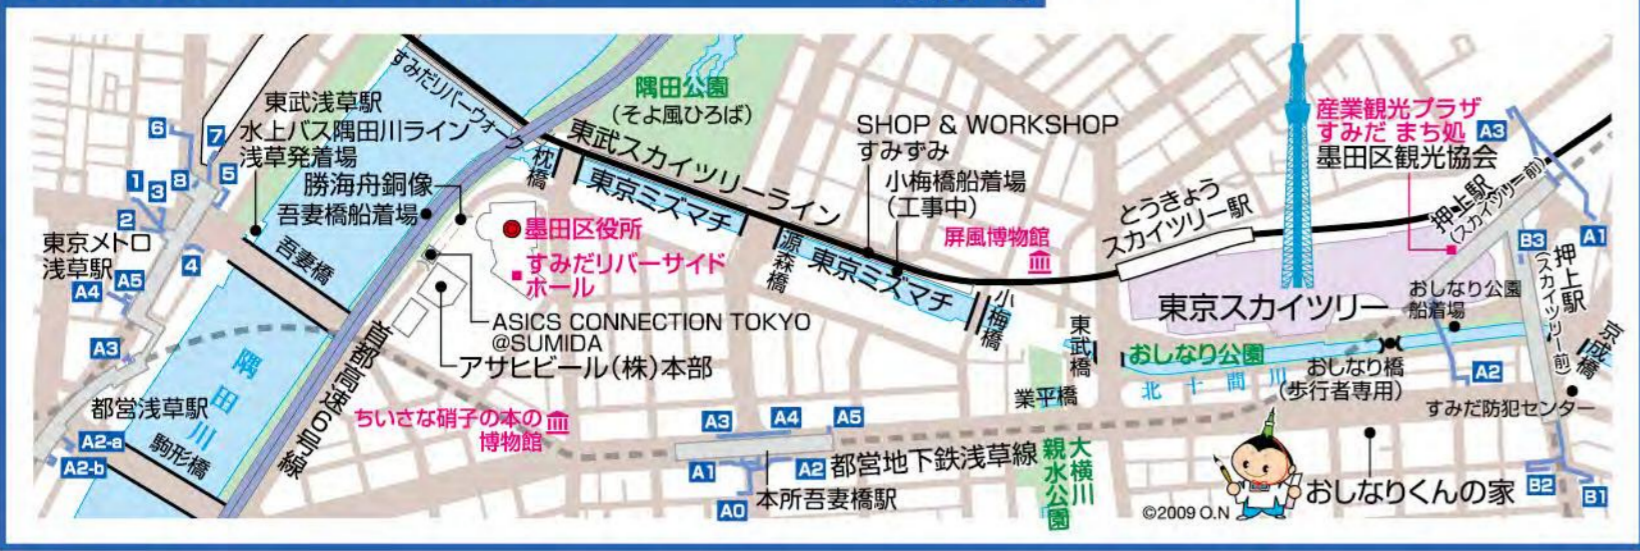 すみだリバーウォーク
隅田公園
(そよ風ひろば)
東武浅草駅
水上バス隅田川ライン
浅草発着場
6
7
8
5
1
3
2
4
勝海舟銅像
吾妻橋船着場
東京メトロ
浅草駅
A5
A4
A3
吾妻橋
枕橋
東武スカイツリーライン
東京ミズマチ
墨田区役所
すみだリバーサイド
ホール
源森橋
東京ミズマチ
SHOP & WORKSHOP
すみずみ
小梅橋船着場
(工事中)
屏風博物館
小梅橋
とうきょう
スカイツリー駅
産業観光プラザ
すみだ まち処
墨田区観光協会
A3
押上駅
(スカイツリー前)
A1
B3
押上駅
(スカイツリー前)
京成橋
東京スカイツリー
おしなり公園
船着場
ASICS CONNECTION TOKYO
@SUMIDA
アサヒビール(株)本部
首都高速6号線
隅田川
都営浅草駅
A2-a
A2-b
駒形橋
ちいさな硝子の本の
博物館
東武橋
おしなり公園
北十間川
おしなり橋
(歩行者専用)
A2
すみだ防犯センター
業平橋
A3
A4
A5
A1
A2
A0
都営地下鉄浅草線
本所吾妻橋駅
大横川
親水公園
©2009 O.N
おしなりくんの家
B2
B1